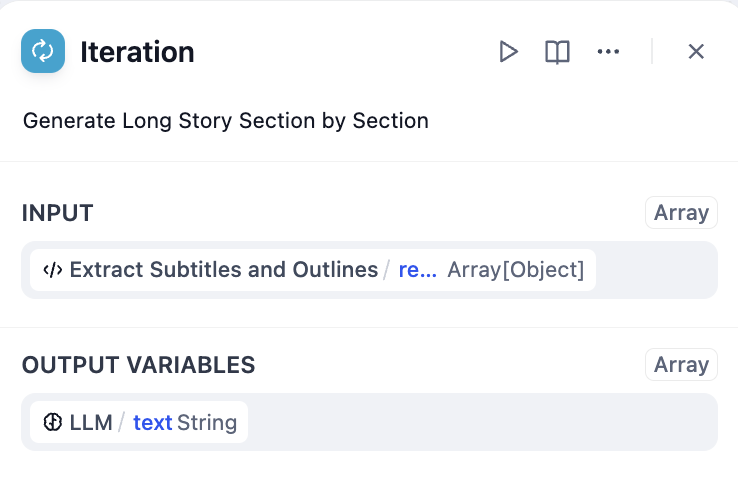 Iteration
Generate Long Story Section by Section
INPUT Array
</> Extract Subtitles and Outlines / re... Array[Object]
OUTPUT VARIABLES Array
LLM / text String